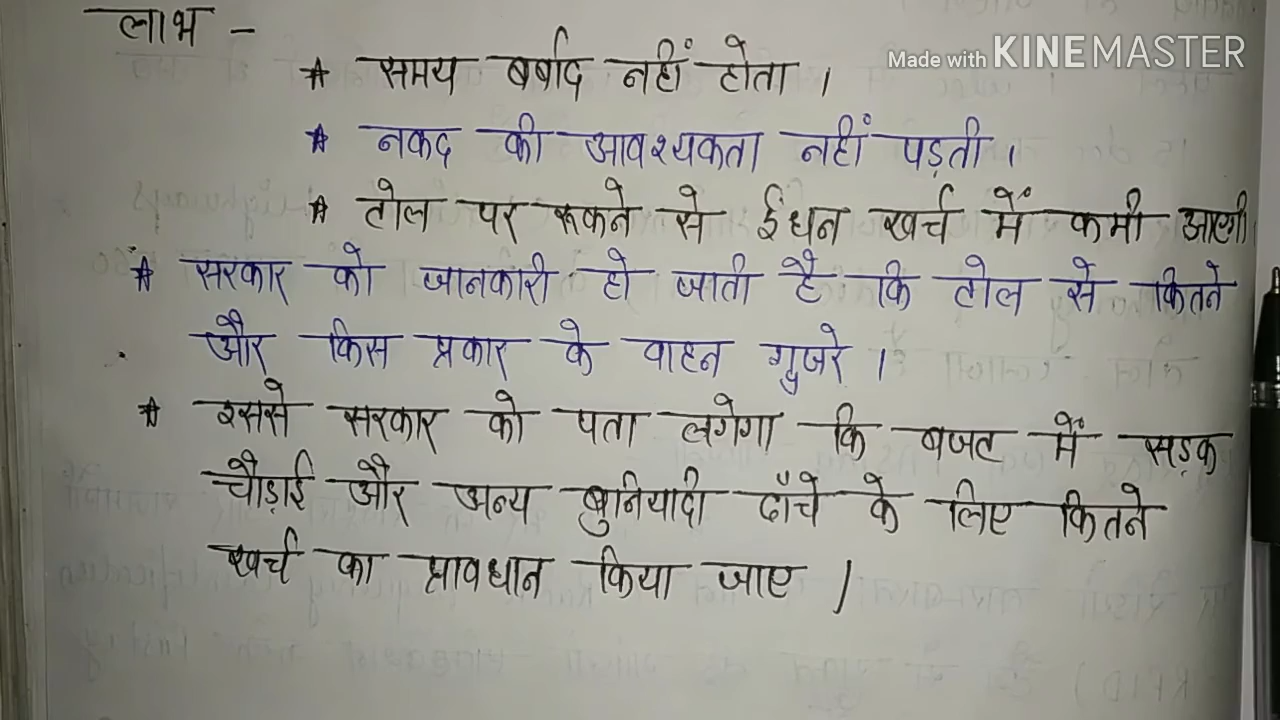 लाभ -
Made with KINEMASTER
* समय बर्बाद नहीं होता ।
* नकद की आवश्यकता नहीं पड़ती ।
* टोल पर रूकने से ईंधन खर्च में कमी आएगी
* सरकार को जानकारी हो जाती है कि टोल से कितने
और किस प्रकार के वाहन गुजरे ।
* इससे सरकार को पता लगेगा कि बजट में सड़क
चौड़ाई और अन्य बुनियादी ढाँचे के लिए कितने
खर्च का प्रावधान किया जाए ।